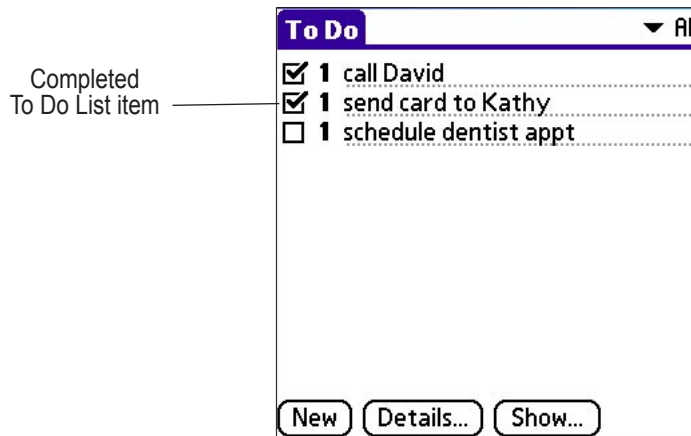 To Do
Completed
To Do List item
1 call David
1 send card to Kathy
1 schedule dentist appt
New Details... Show...